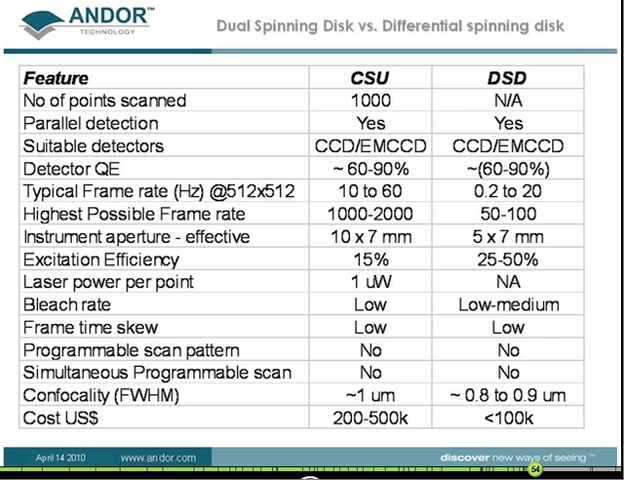 ANDOR™
TECHNOLOGY
Dual Spinning Disk vs. Differential spinning disk
Feature CSU DSD
No of points scanned 1000 N/A
Parallel detection Yes Yes
Suitable detectors CCD/EMCCD CCD/EMCCD
Detector QE ~ 60-90% ~(60-90%)
Typical Frame rate (Hz) @512x512 10 to 60 0.2 to 20
Highest Possible Frame rate 1000-2000 50-100
Instrument aperture - effective 10 x 7 mm 5 x 7 mm
Excitation Efficiency 15% 25-50%
Laser power per point 1 uW NA
Bleach rate Low Low-medium
Frame time skew Low Low
Programmable scan pattern No No
Simultaneous Programmable scan No No
Confocality (FWHM) ~1 um ~ 0.8 to 0.9 um
Cost US$ 200-500k <100k
April 14 2010 www.andor.com discover new ways of seeing™
54